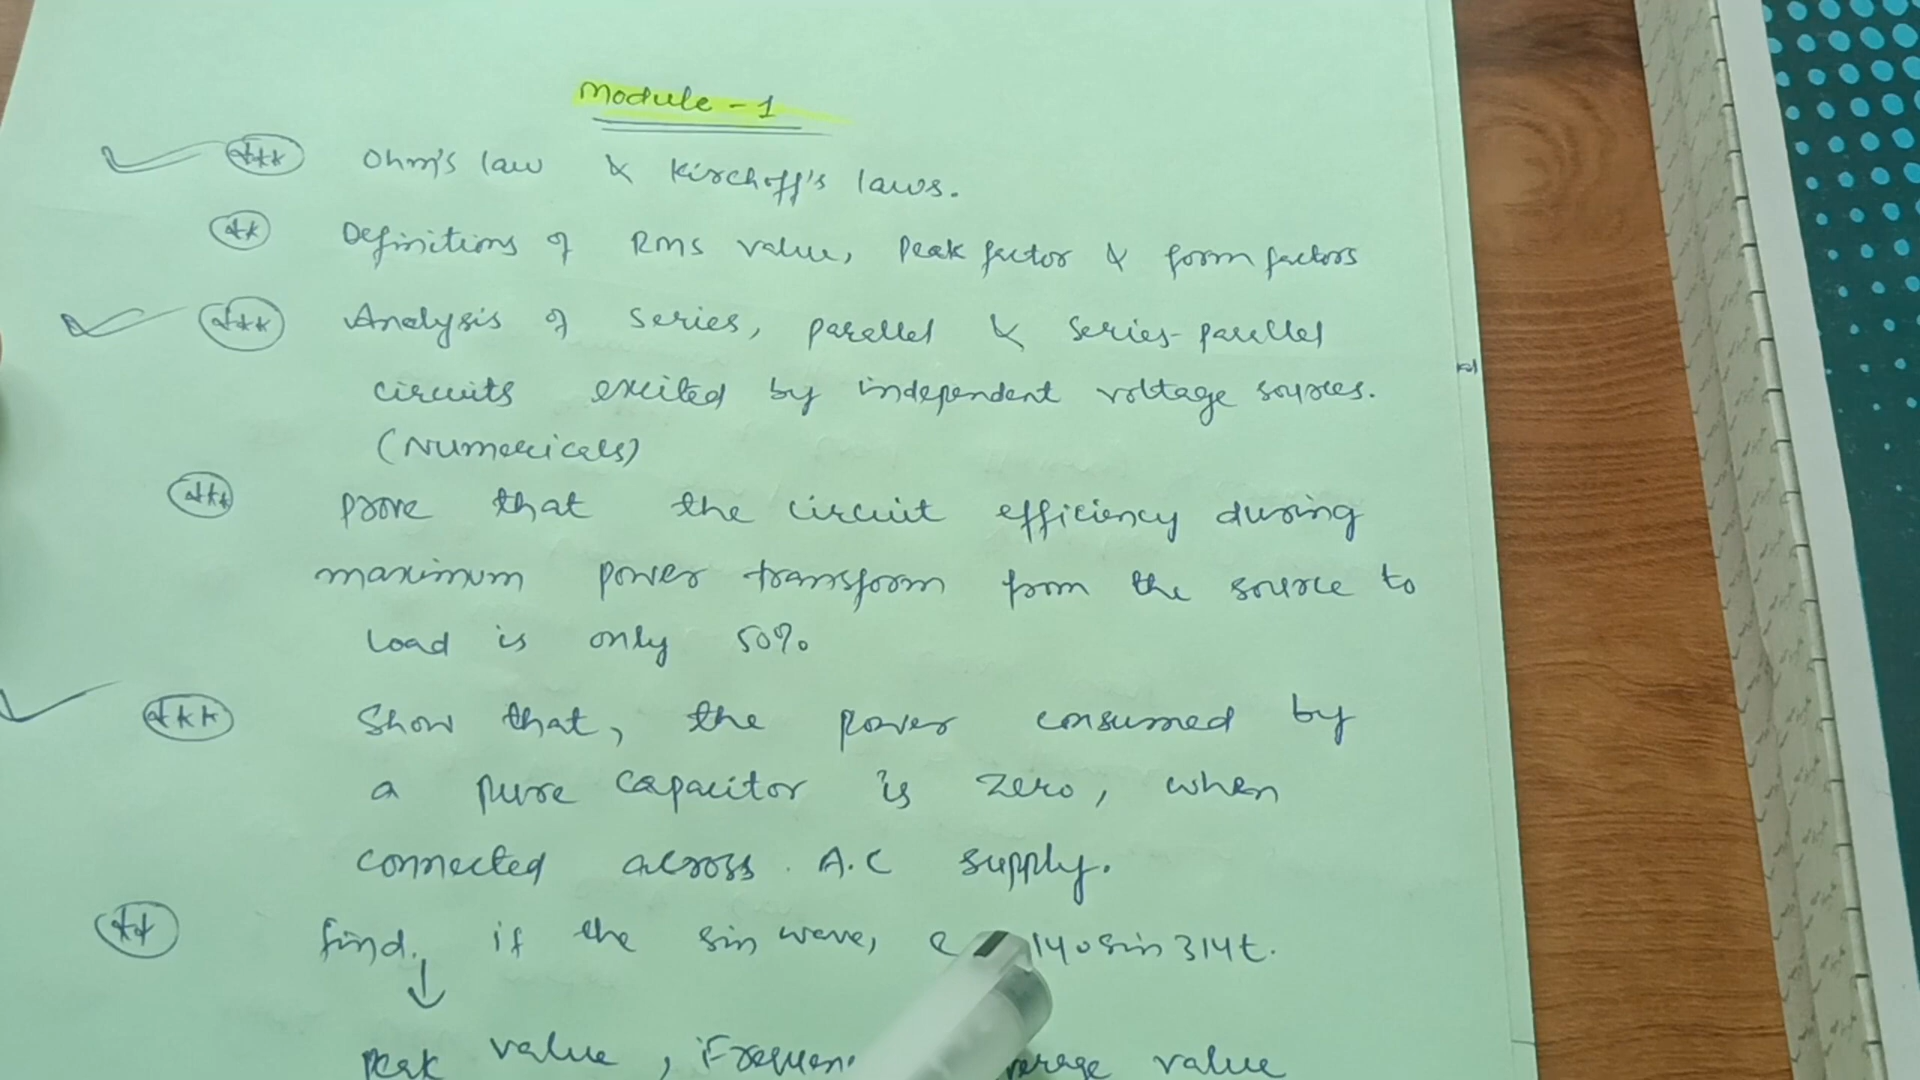 Module - 1
*** Ohm's law & Kirchoff's laws.
** Definitions of RMS value, Peak factor & form factors
*** Analysis of series, parallel & series-parallel
circuits excited by independent voltage sources.
(Numericals)
*** prove that the circuit efficiency during
maximum power transform from the source to
load is only 50%
*** Show that, the power consumed by
a pure capacitor is zero, when
connected across A.C supply.
** find, if the sin wave, e 140 sin 314t.
peak value, value